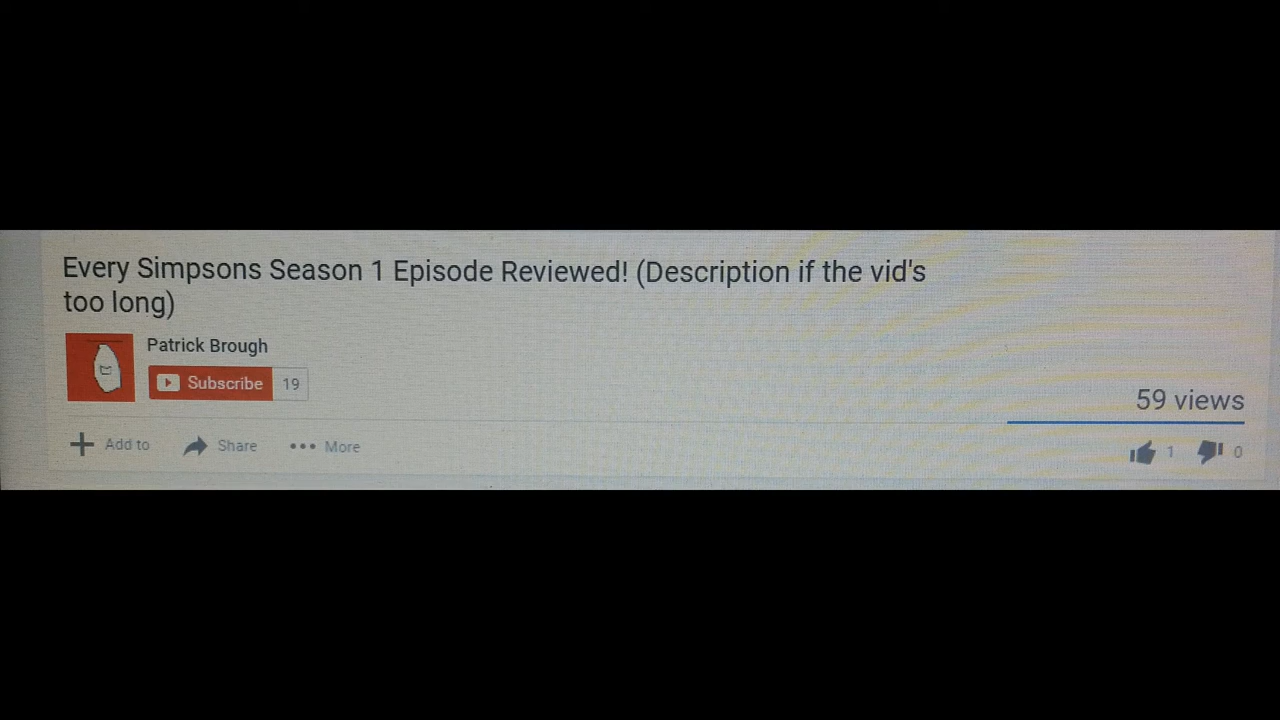 Every Simpsons Season 1 Episode Reviewed! (Description if the vid's
too long)
Patrick Brough
Subscribe 19
59 views
Add to Share More 1 0